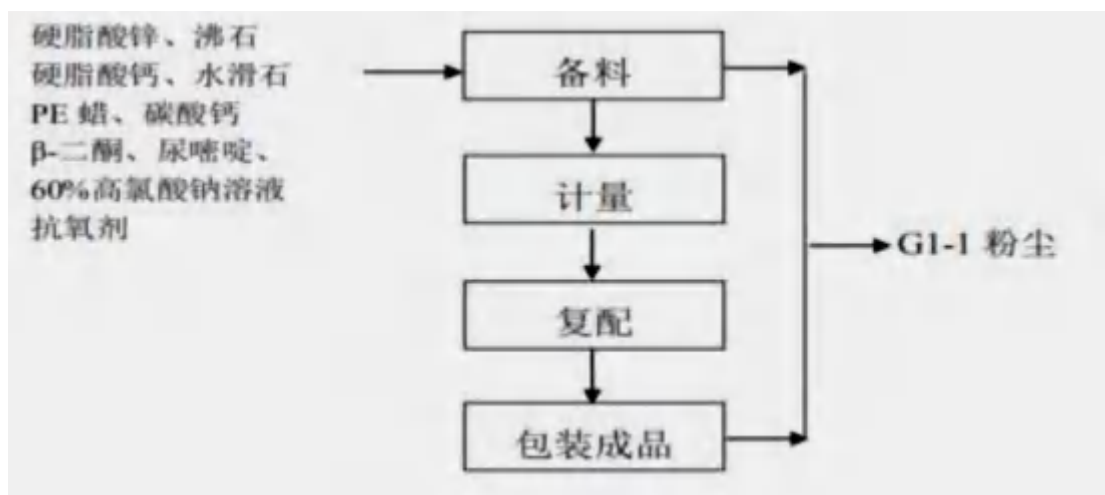 硬脂酸锌、沸石
硬脂酸钙、水滑石
PE 蜡、碳酸钙
β-二酮、尿嘧啶、
60%高氯酸钠溶液
抗氧剂
备料
计量
复配
包装成品
G1-1 粉尘